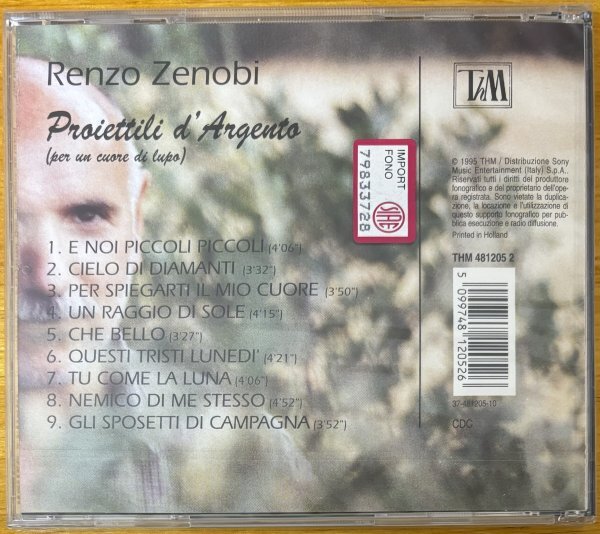 Renzo Zenobi
Proiettili d'Argento
(per un cuore di lupo)
1. E NOI PICCOLI PICCOLI (4'06")
2. CIELO DI DIAMANTI (3'32")
3. PER SPIEGARTI IL MIO CUORE (3'50")
4. UN RAGGIO DI SOLE (4'15")
5. CHE BELLO (3'27")
6. QUESTI TRISTI LUNEDI' (4'21")
7. TU COME LA LUNA (4'06")
8. NEMICO DI ME STESSO (4'52")
9. GLI SPOSETTI DI CAMPAGNA (3'52")
IMPORT
FONO
79833728
SIAE
ThM
© 1995 THM / Distribuzione Sony
Music Entertainment (Italy) S.p.A..
Riservati tutti i diritti del produttore
fonografico e del proprietario dell'opera
registrata. Sono vietate la duplica-
zione, la locazione e l'utilizzazione di
questo supporto fonografico per pub-
blica esecuzione e radio diffusione.
Printed in Holland
THM 481205 2
5 099748 120526
37-481205-10
CDC